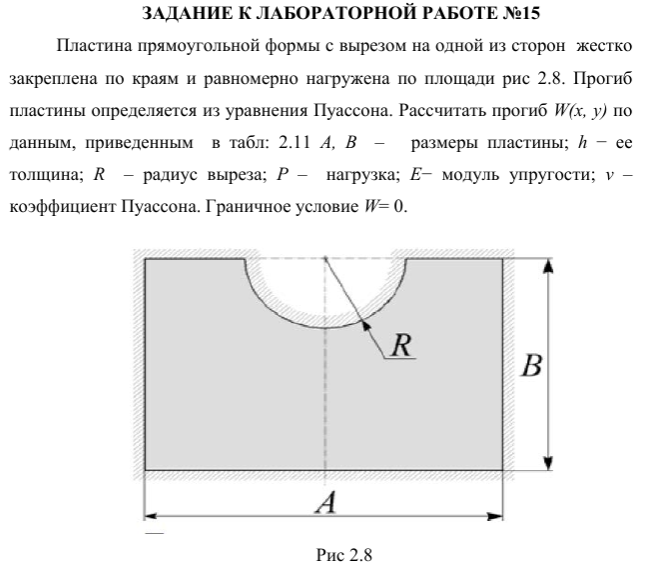 ЗАДАНИЕ К ЛАБОРАТОРНОЙ РАБОТЕ №15
Пластина прямоугольной формы с вырезом на одной из сторон жестко
закреплена по краям и равномерно нагружена по площади рис 2.8. Прогиб
пластины определяется из уравнения Пуассона. Рассчитать прогиб W(x, y) по
данным, приведенным в табл: 2.11 A, B – размеры пластины; h − ее
толщина; R – радиус выреза; P – нагрузка; E− модуль упругости; ν –
коэффициент Пуассона. Граничное условие W= 0.
R
B
A
Рис 2.8